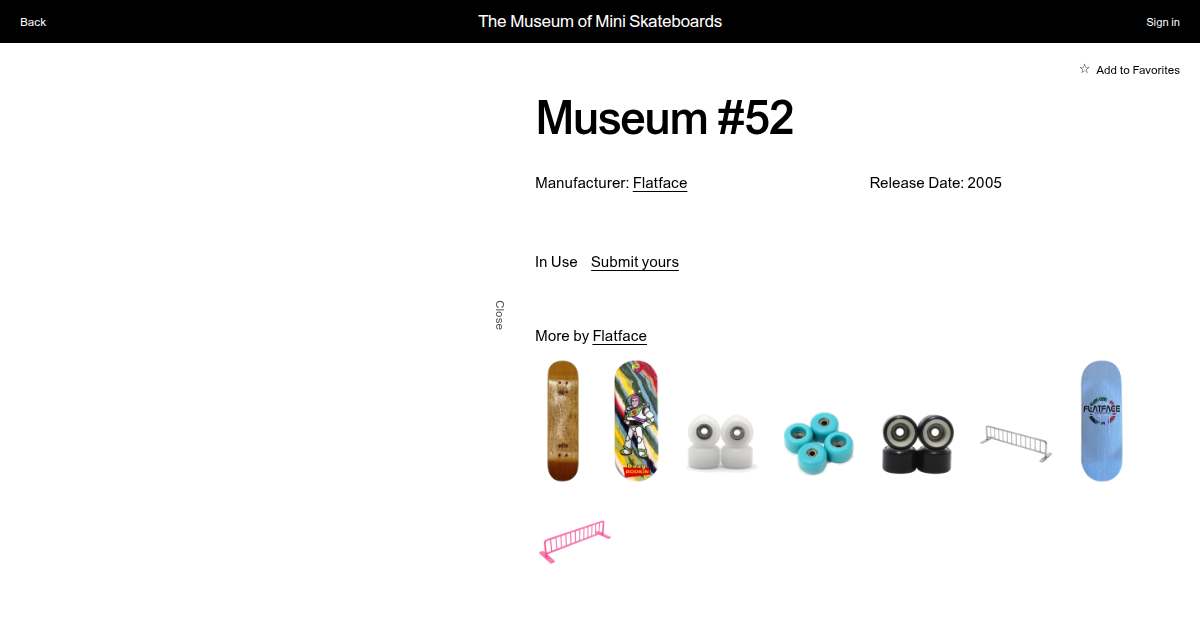 Back
The Museum of Mini Skateboards
Sign in
☆ Add to Favorites
Museum #52
Manufacturer: Flatface
Release Date: 2005
In Use Submit yours
Close
More by Flatface
FLATFACE